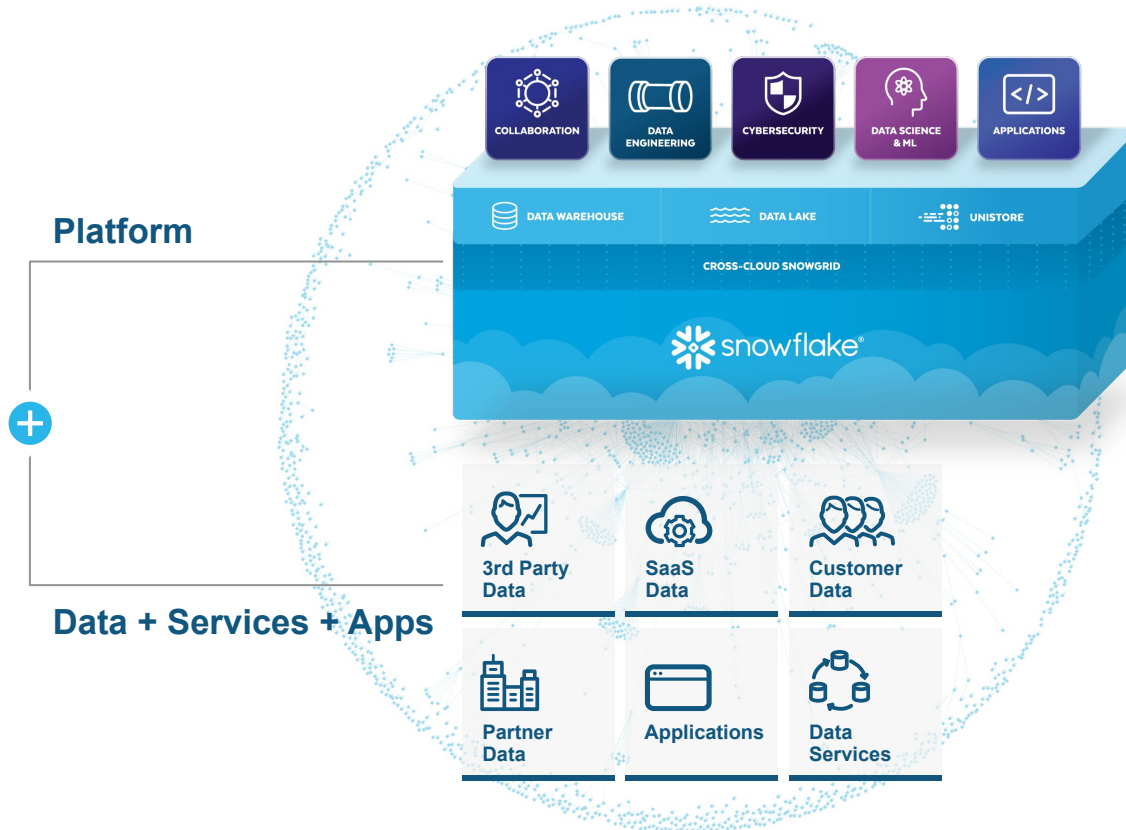 COLLABORATION
DATA
ENGINEERING
CYBERSECURITY
DATA SCIENCE
& ML
</>
APPLICATIONS
DATA WAREHOUSE
DATA LAKE
UNISTORE
Platform
CROSS-CLOUD SNOWGRID
snowflake®
+
3rd Party
Data
SaaS
Data
Customer
Data
Data + Services + Apps
Partner
Data
Applications
Data
Services